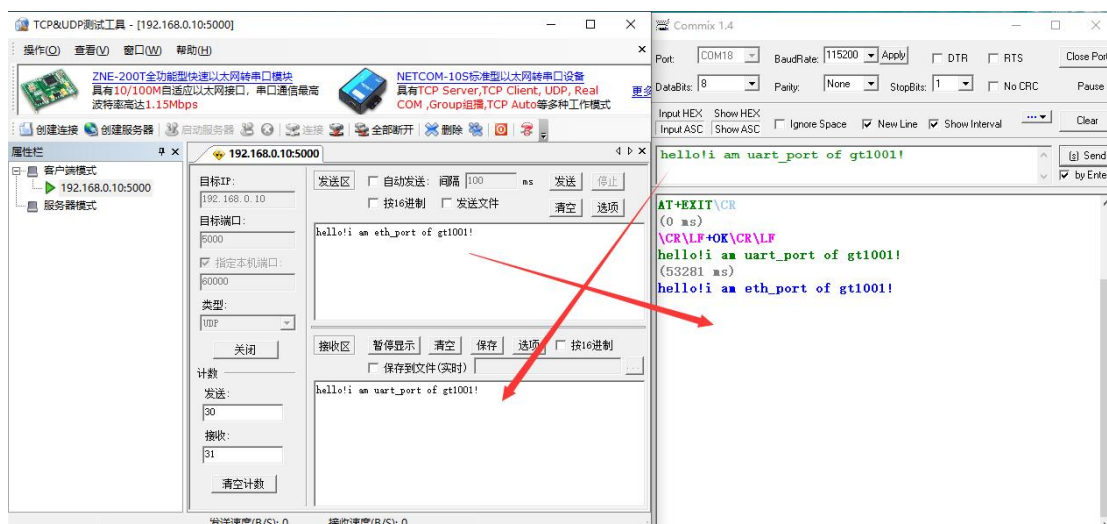 TCP&UDP测试工具 - [192.168.0.10:5000]
操作(O) 查看(V) 窗口(W) 帮助(H)
ZNE-200T全功能型快速以太网转串口模块
具有10/100M自适应以太网接口，串口通信最高
波特率高达1.15Mbps
NETCOM-10S标准型以太网转串口设备
具有TCP Server,TCP Client, UDP, Real
COM ,Group组播,TCP Auto等多种工作模式
创建连接 创建服务器 启动服务器 连接 全部断开 删除
属性栏
客户端模式
192.168.0.10:5000
服务器模式
192.168.0.10:5000
目标IP:
192.168.0.10
目标端口:
5000
指定本机端口:
60000
类型:
UDP
关闭
计数
发送:
30
接收:
31
清空计数
发送区 自动发送: 间隔 100 ms 发送 停止
按16进制 发送文件 清空 选项
hello!i am eth_port of gt1001!
接收区 暂停显示 清空 保存 选项 按16进制
保存到文件(实时) ...
hello!i am uart_port of gt1001!
发送速度(B/S): 0 接收速度(B/S): 0
Commix 1.4
Port: COM18 BaudRate: 115200 Apply DTR RTS Close Port
DataBits: 8 Parity: None StopBits: 1 No CRC Pause
Input HEX Show HEX
Input ASC Show ASC Ignore Space New Line Show Interval ... Clear
hello!i am uart_port of gt1001!
[s] Send
by Ente
AT+EXIT\CR
(0 ms)
\CR\LF+OK\CR\LF
hello!i am uart_port of gt1001!
(53281 ms)
hello!i am eth_port of gt1001!